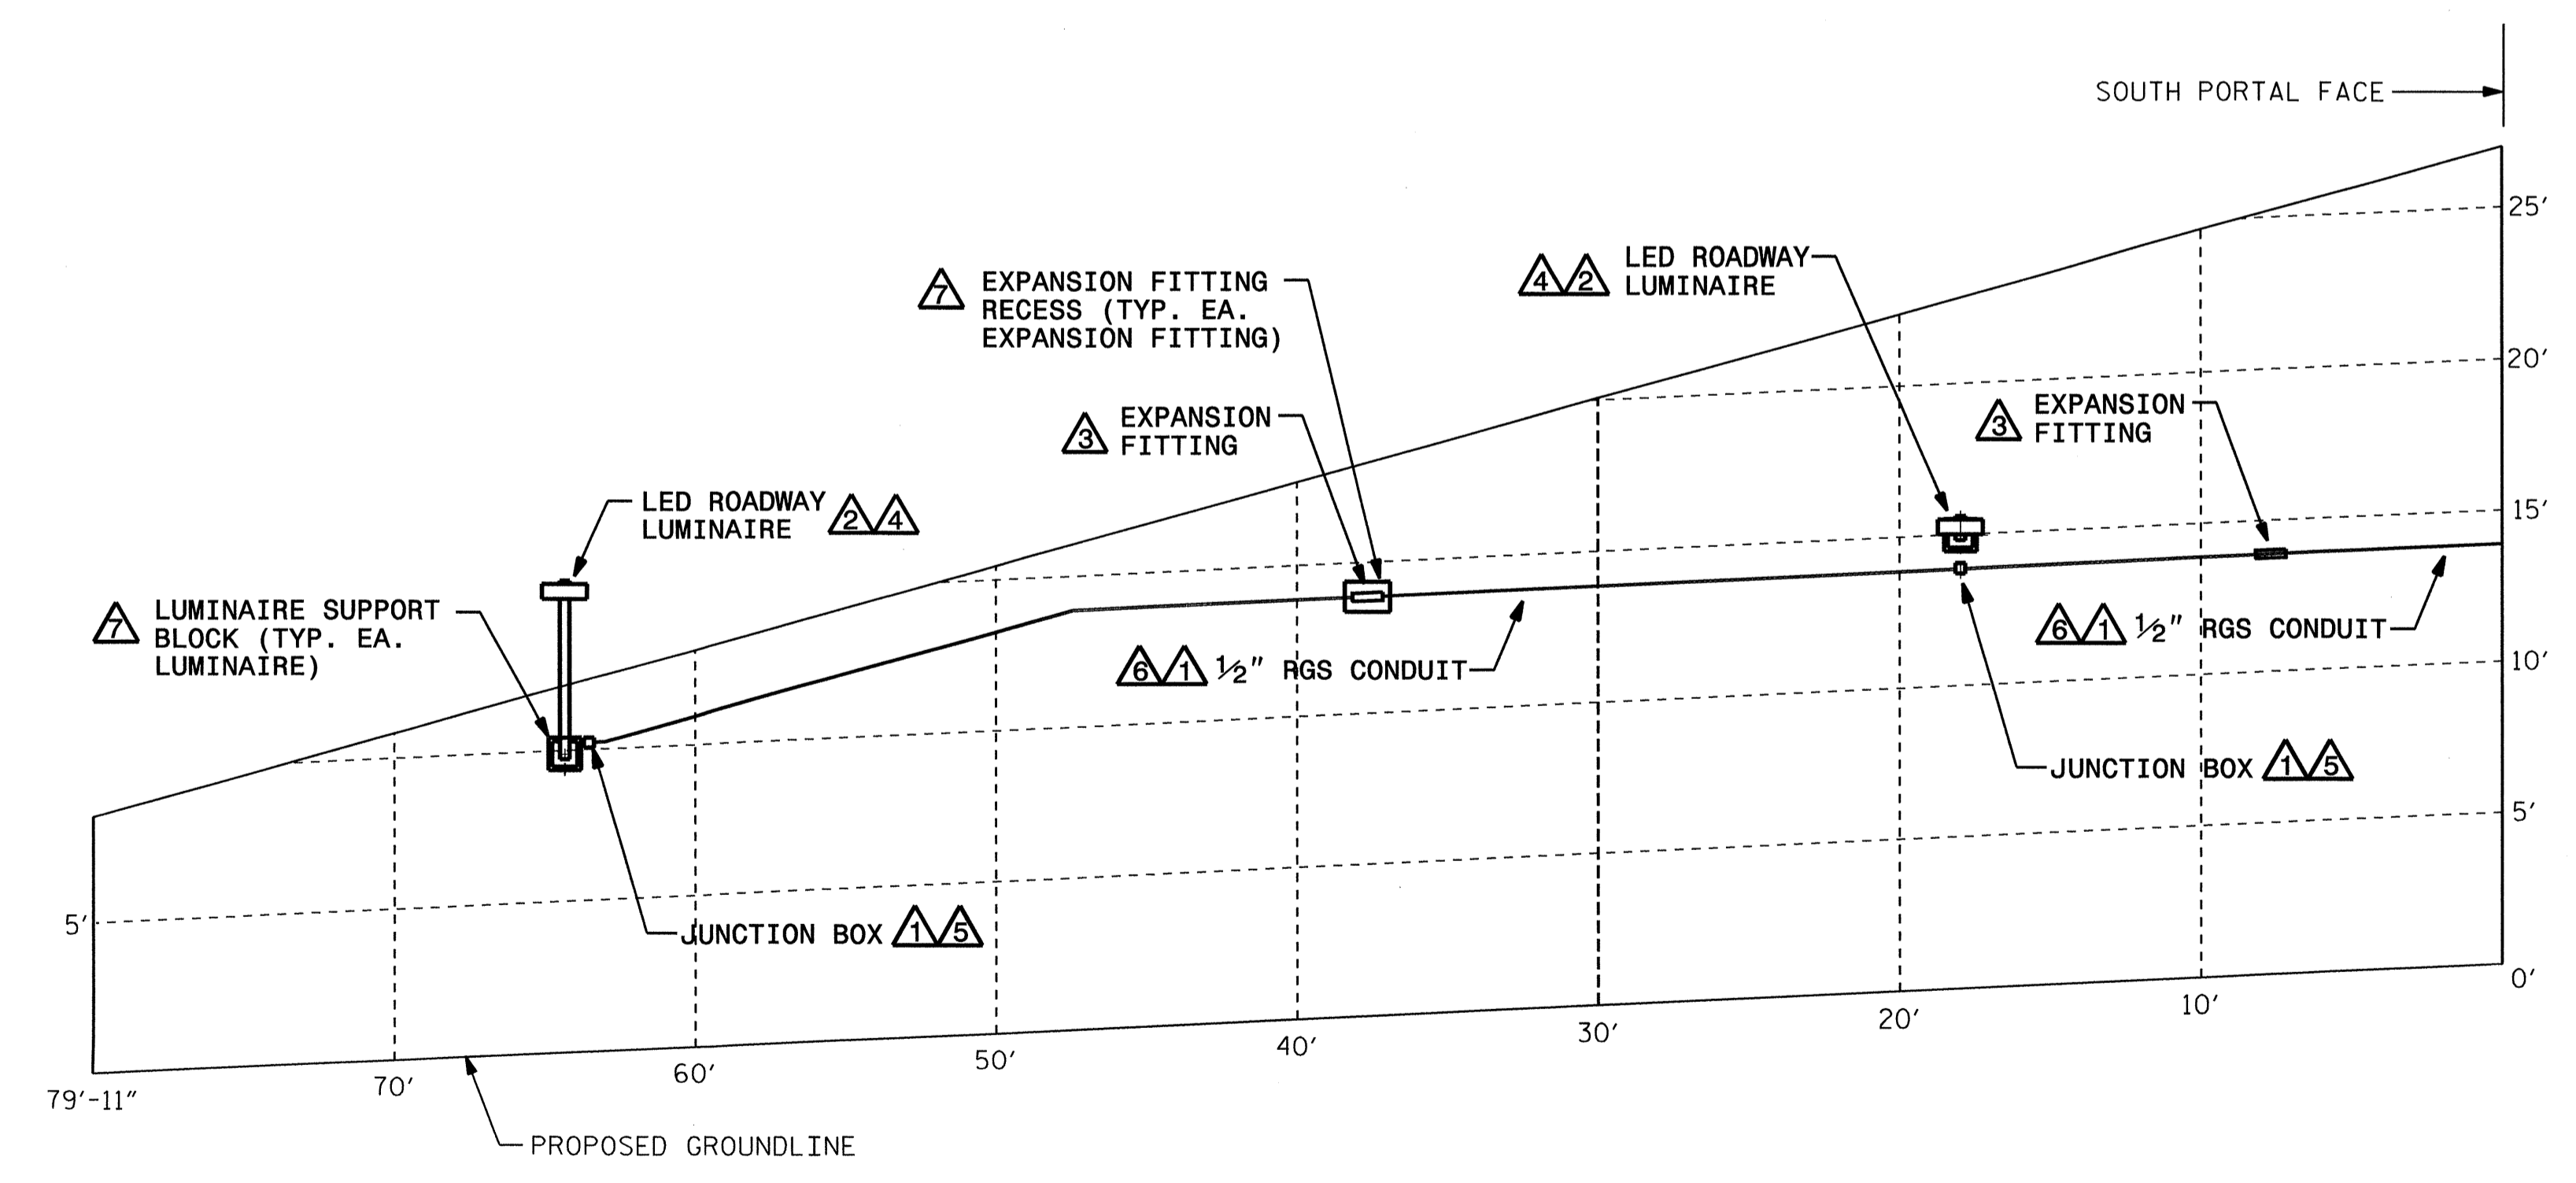 SOUTH PORTAL FACE
25′
4 2 LED ROADWAY
LUMINAIRE
7 EXPANSION FITTING
RECESS (TYP. EA.
EXPANSION FITTING)
20′
3 EXPANSION
FITTING
3 EXPANSION
FITTING
LED ROADWAY
LUMINAIRE 2 4
15′
7 LUMINAIRE SUPPORT
BLOCK (TYP. EA.
LUMINAIRE)
6 1 ½″ RGS CONDUIT
6 1 ½″ RGS CONDUIT
10′
JUNCTION BOX 1 5
5′
5′
JUNCTION BOX 1 5
0′
10′
20′
30′
40′
50′
60′
70′
79′-11″
PROPOSED GROUNDLINE